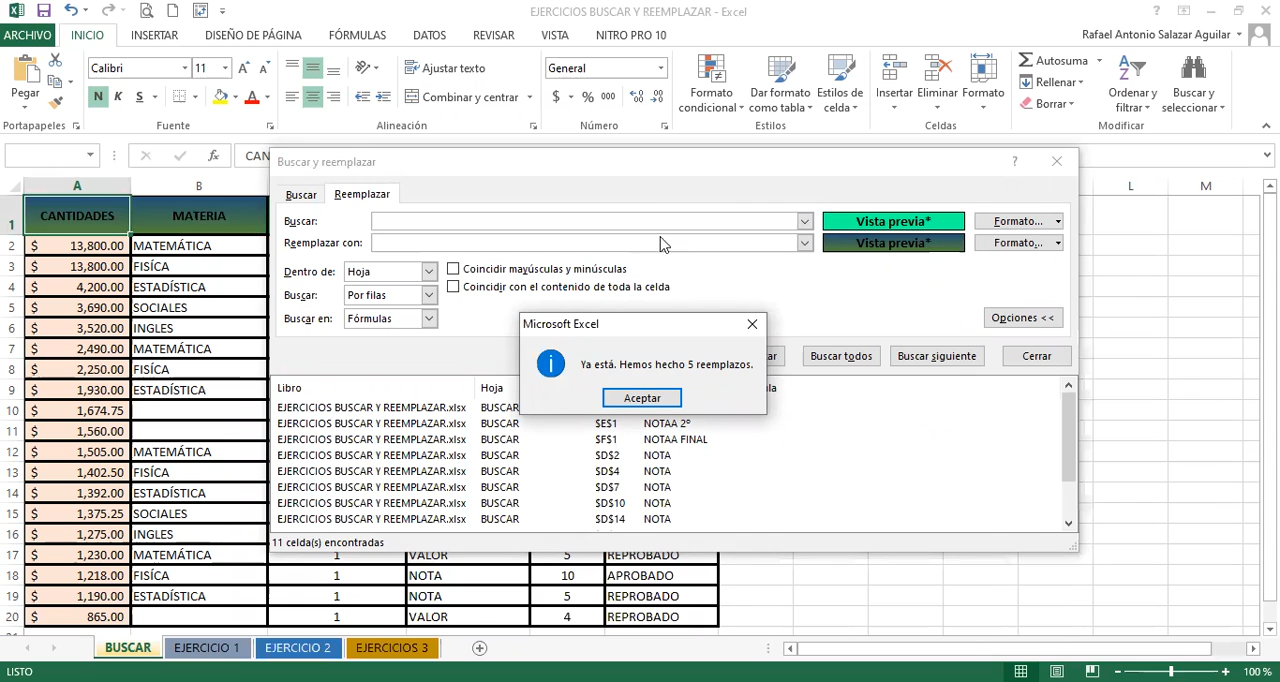 EJERCICIOS BUSCAR Y REEMPLAZAR - Excel
ARCHIVO INICIO INSERTAR DISEÑO DE PÁGINA FÓRMULAS DATOS REVISAR VISTA NITRO PRO 10 Rafael Antonio Salazar Aguilar
Pegar Calibri 11 A A Ajustar texto General Formato condicional Dar formato como tabla Estilos de celda Insertar Eliminar Formato Autosuma Rellenar Borrar Ordenar y filtrar Buscar y seleccionar
N K S A Combinar y centrar $ % 000
Portapapeles Fuente Alineación Número Estilos Celdas Modificar
fx CAN
Buscar y reemplazar ? 
Buscar Reemplazar
Buscar: Vista previa* Formato...
Reemplazar con: Vista previa* Formato...
Dentro de: Hoja Coincidir mayúsculas y minúsculas
Buscar: Por filas Coincidir con el contenido de toda la celda
Buscar en: Fórmulas Opciones <<
ar Buscar todos Buscar siguiente Cerrar
Microsoft Excel
Ya está. Hemos hecho 5 reemplazos.
Aceptar
Libro Hoja ula
EJERCICIOS BUSCAR Y REEMPLAZAR.xlsx BUSCAR
EJERCICIOS BUSCAR Y REEMPLAZAR.xlsx BUSCAR $E$1 NOTAA 2º
EJERCICIOS BUSCAR Y REEMPLAZAR.xlsx BUSCAR $F$1 NOTAA FINAL
EJERCICIOS BUSCAR Y REEMPLAZAR.xlsx BUSCAR $D$2 NOTA
EJERCICIOS BUSCAR Y REEMPLAZAR.xlsx BUSCAR $D$4 NOTA
EJERCICIOS BUSCAR Y REEMPLAZAR.xlsx BUSCAR $D$7 NOTA
EJERCICIOS BUSCAR Y REEMPLAZAR.xlsx BUSCAR $D$10 NOTA
EJERCICIOS BUSCAR Y REEMPLAZAR.xlsx BUSCAR $D$14 NOTA
11 celda(s) encontradas
A B L M
1 CANTIDADES MATERIA
2 $ 13,800.00 MATEMÁTICA
3 $ 13,800.00 FISÍCA
4 $ 4,200.00 ESTADÍSTICA
5 $ 3,690.00 SOCIALES
6 $ 3,520.00 INGLES
7 $ 2,490.00 MATEMÁTICA
8 $ 2,250.00 FISÍCA
9 $ 1,930.00 ESTADÍSTICA
10 $ 1,674.75
11 $ 1,560.00
12 $ 1,505.00 MATEMÁTICA
13 $ 1,402.50 FISÍCA
14 $ 1,392.00 ESTADÍSTICA
15 $ 1,375.25 SOCIALES
16 $ 1,275.00 INGLES
17 $ 1,230.00 MATEMÁTICA 1 VALOR 5 REPROBADO
18 $ 1,218.00 FISÍCA 1 NOTA 10 APROBADO
19 $ 1,190.00 ESTADÍSTICA 1 NOTA 5 REPROBADO
20 $ 865.00 1 VALOR 4 REPROBADO
BUSCAR EJERCICIO 1 EJERCICIO 2 EJERCICIOS 3
LISTO 100 %